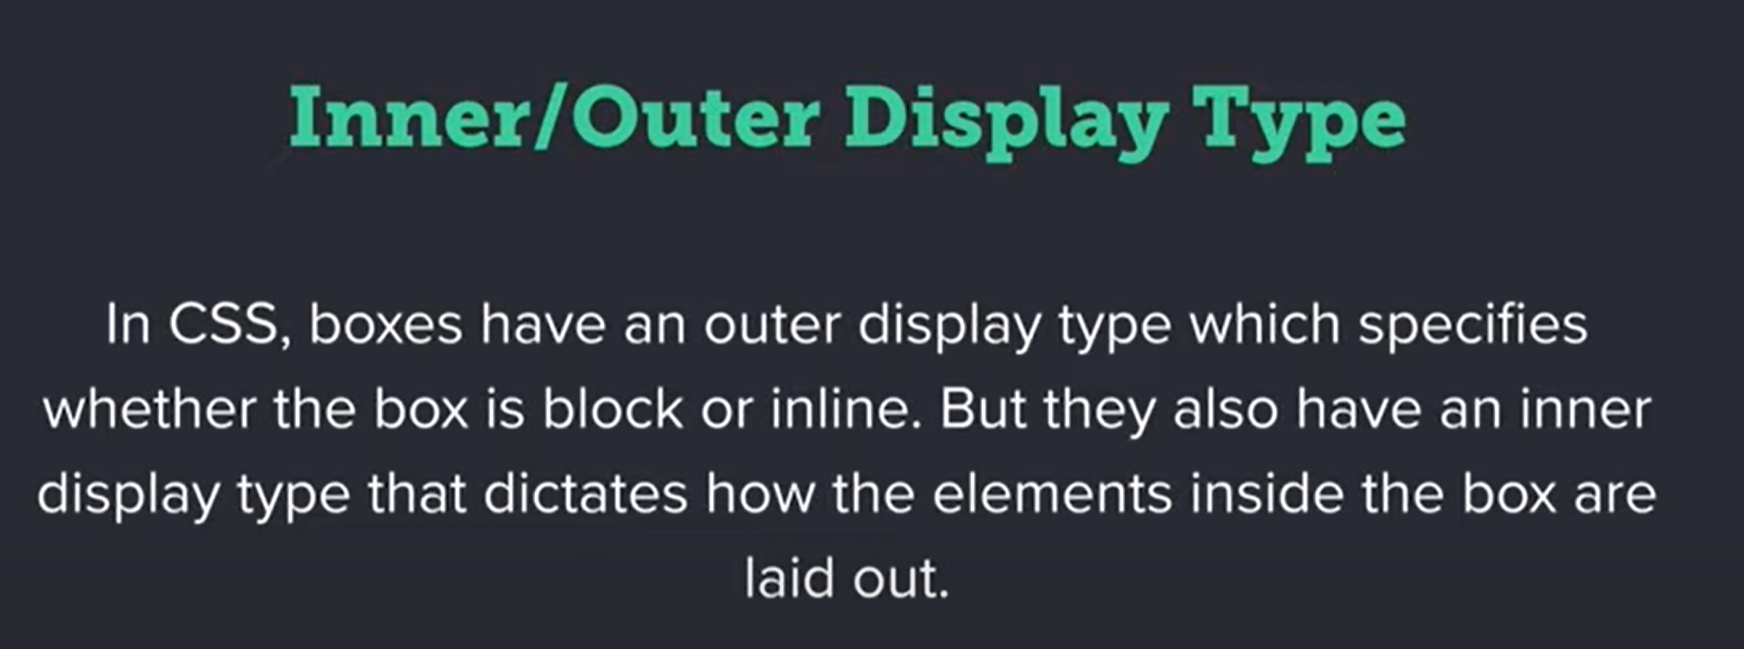 Inner/Outer Display Type
In CSS, boxes have an outer display type which specifies
whether the box is block or inline. But they also have an inner
display type that dictates how the elements inside the box are
laid out.